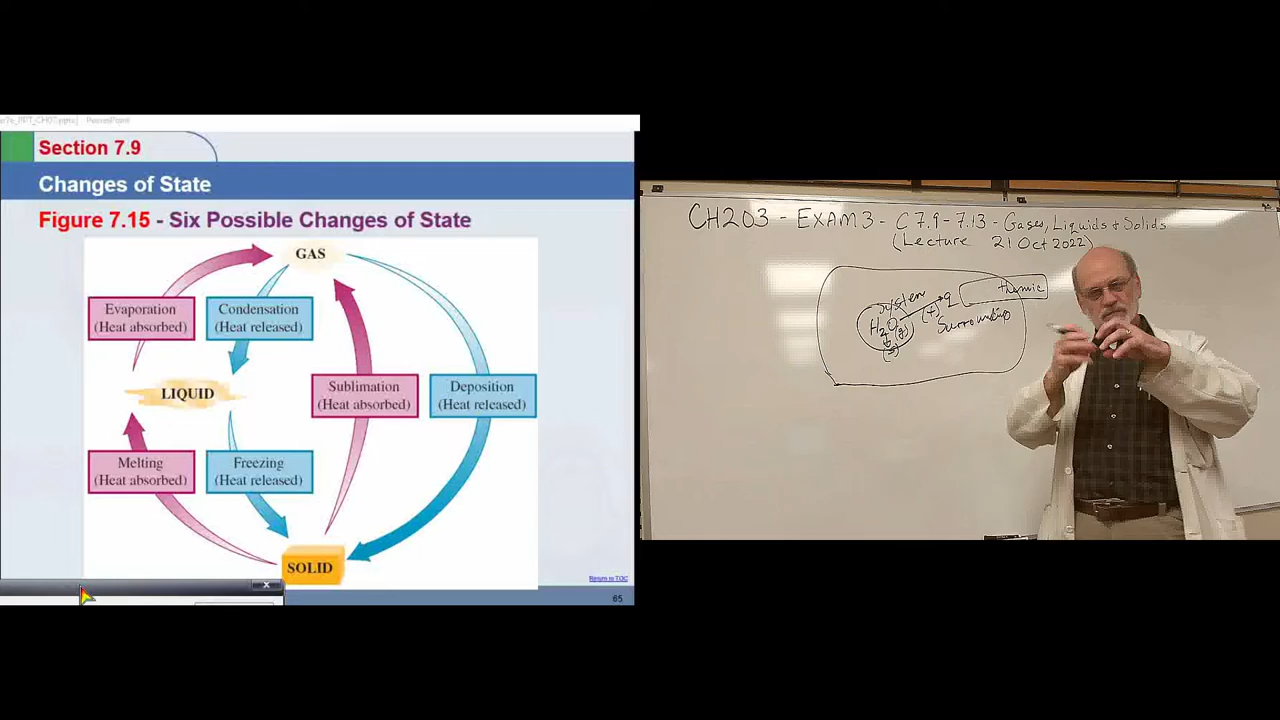 Section 7.9
Changes of State
Figure 7.15 - Six Possible Changes of State
GAS
Evaporation
(Heat absorbed)
Condensation
(Heat released)
LIQUID
Sublimation
(Heat absorbed)
Deposition
(Heat released)
Melting
(Heat absorbed)
Freezing
(Heat released)
SOLID
Return to TOC
65
CH203 - EXAM 3 - C 7.9 - 7.13 - Gases, Liquids + Solids
(Lecture 21 Oct 2022)
system
H2O(g)
(s)
(+)
q
thermic
Surroundings